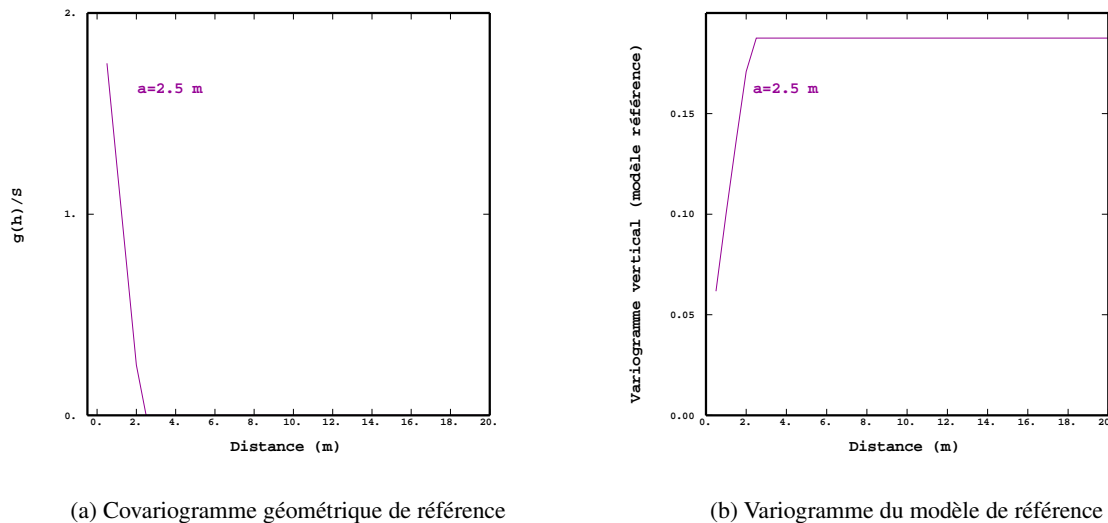 2.
1.
0.
g(h)/S
a=2.5 m
0. 2. 4. 6. 8. 10. 12. 14. 16. 18. 20.
Distance (m)
(a) Covariogramme géométrique de référence
0.15
0.10
0.05
0.00
Variogramme vertical (modèle référence)
a=2.5 m
0. 2. 4. 6. 8. 10. 12. 14. 16. 18. 20
Distance (m)
(b) Variogramme du modèle de référence